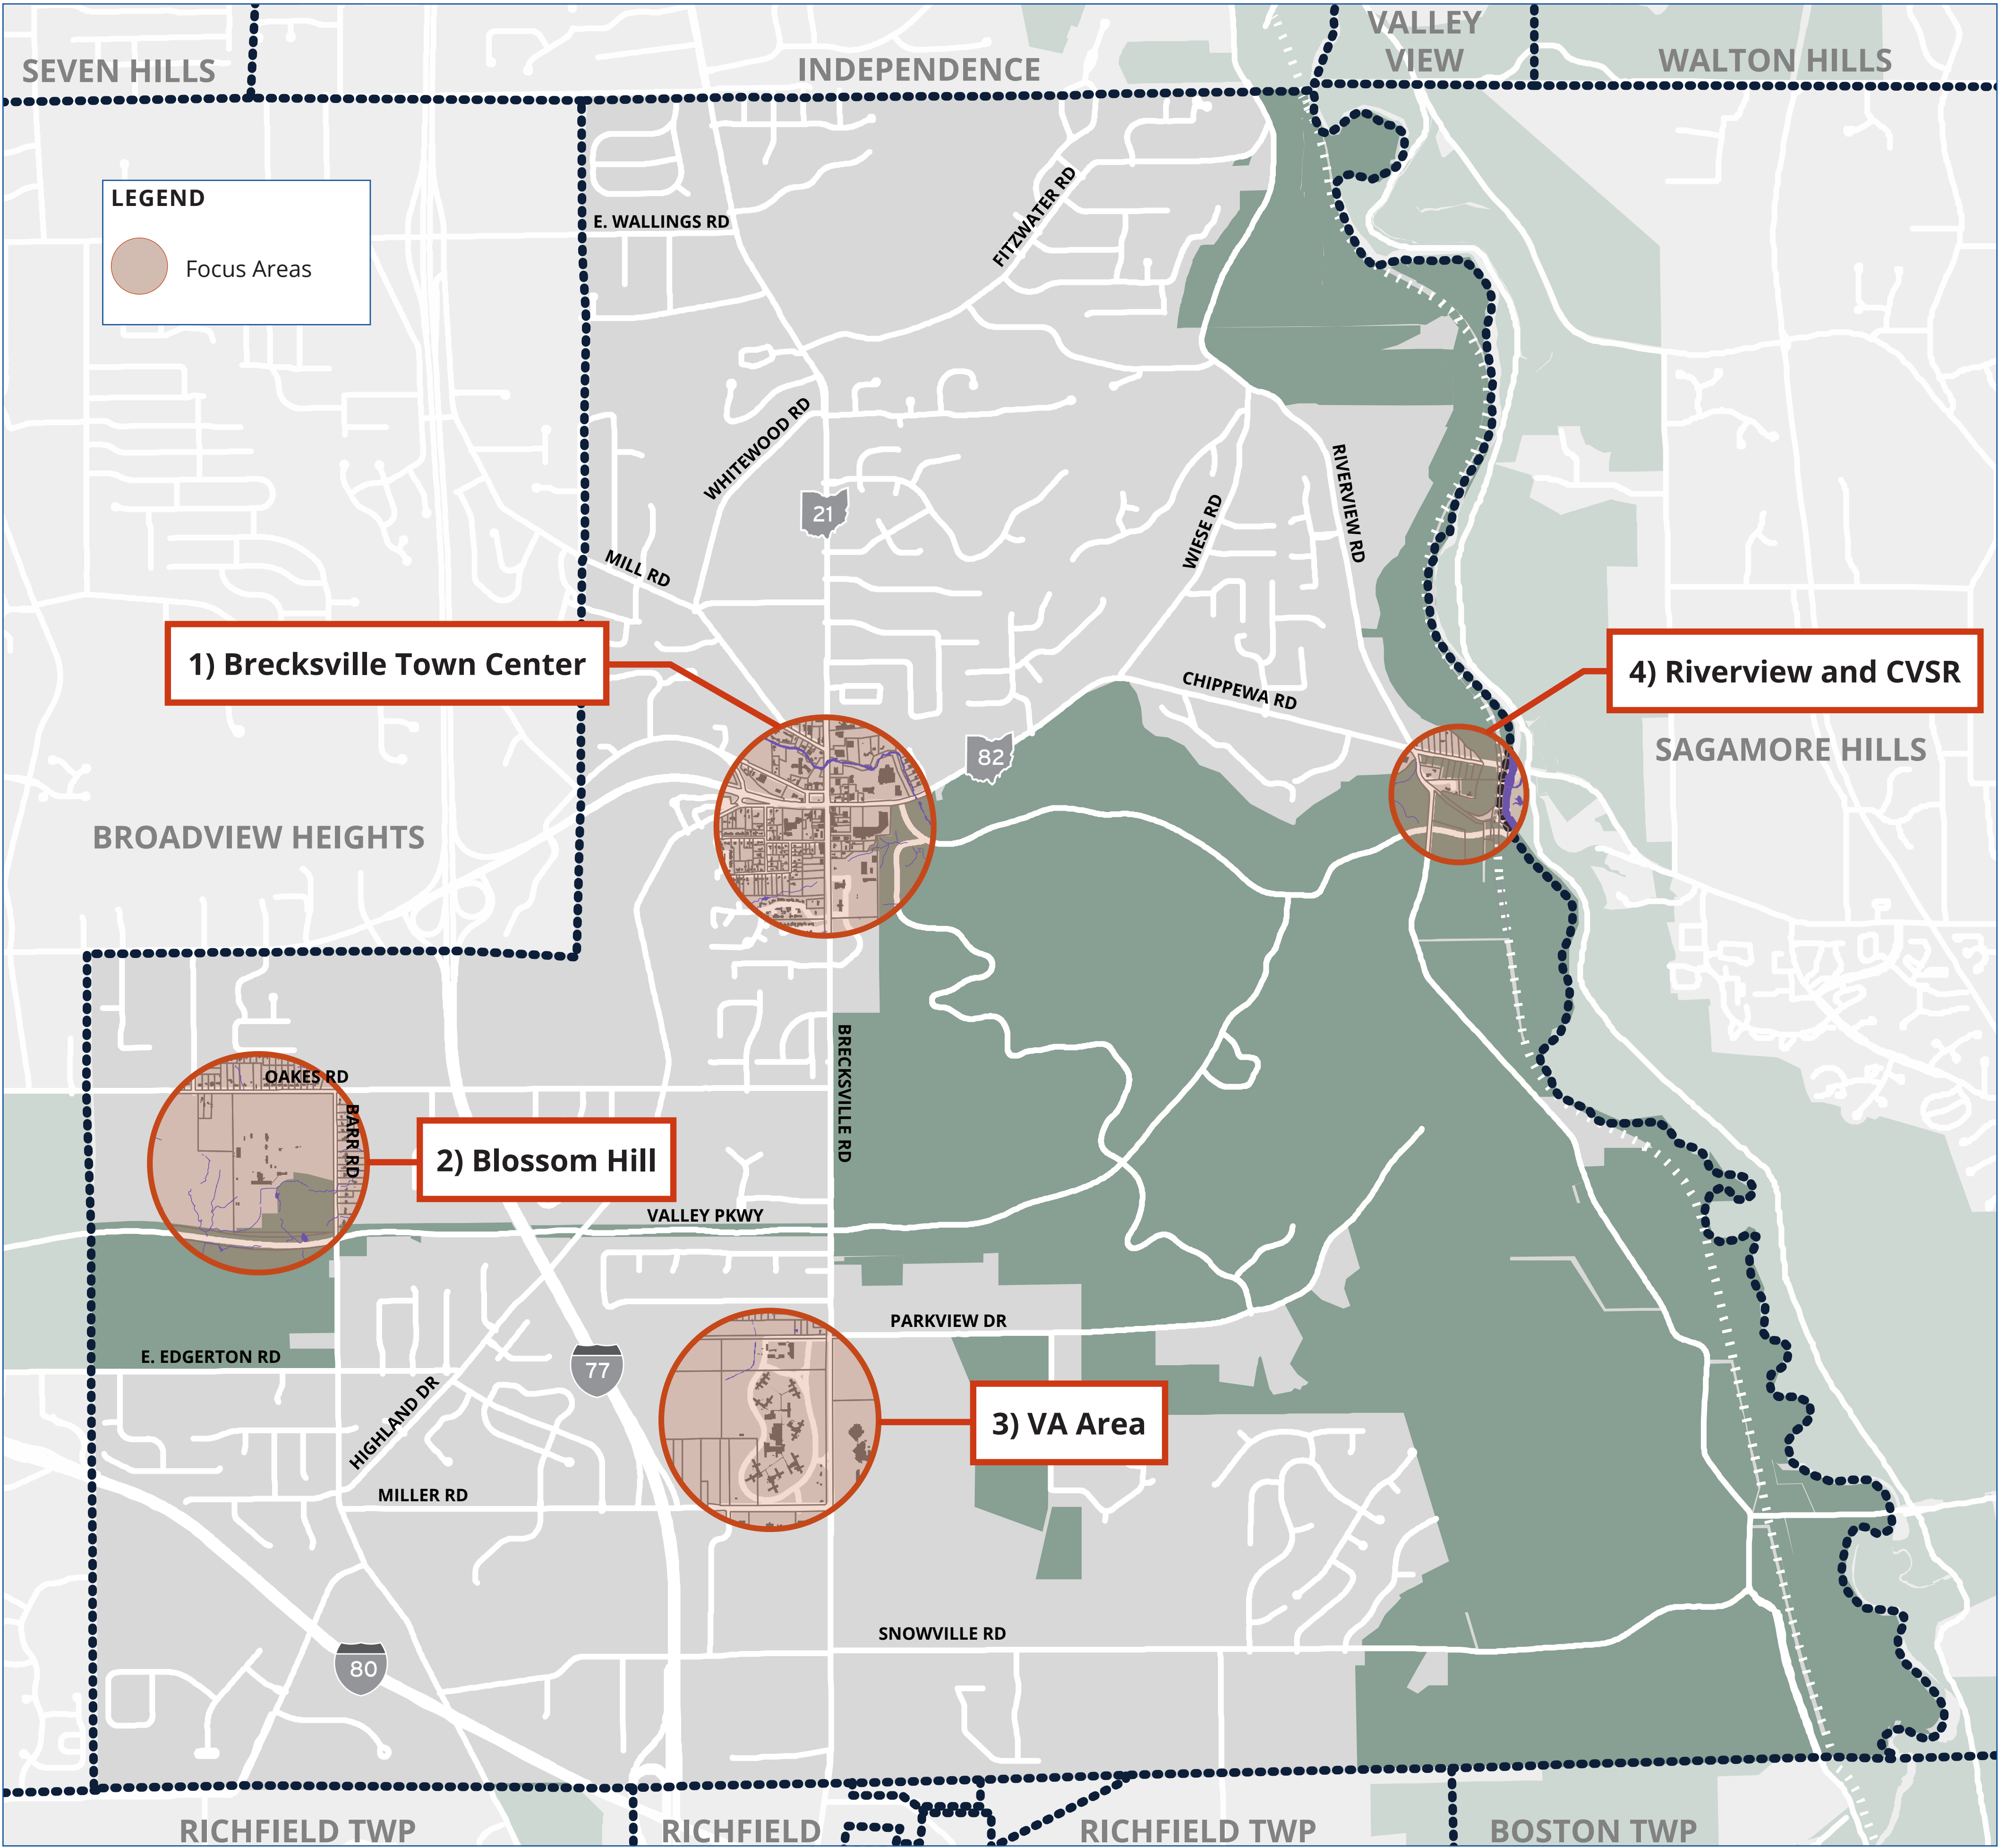 VALLEY
VIEW
SEVEN HILLS
INDEPENDENCE
WALTON HILLS
LEGEND
Focus Areas
E. WALLINGS RD
FITZWATER RD
WHITEWOOD RD
21
RIVERVIEW RD
WIESE RD
MILL RD
1) Brecksville Town Center
4) Riverview and CVSR
CHIPPEWA RD
82
SAGAMORE HILLS
BROADVIEW HEIGHTS
BRECKSVILLE RD
OAKES RD
BARR RD
2) Blossom Hill
VALLEY PKWY
PARKVIEW DR
E. EDGERTON RD
77
HIGHLAND DR
3) VA Area
MILLER RD
SNOWVILLE RD
80
RICHFIELD TWP
RICHFIELD
RICHFIELD TWP
BOSTON TWP